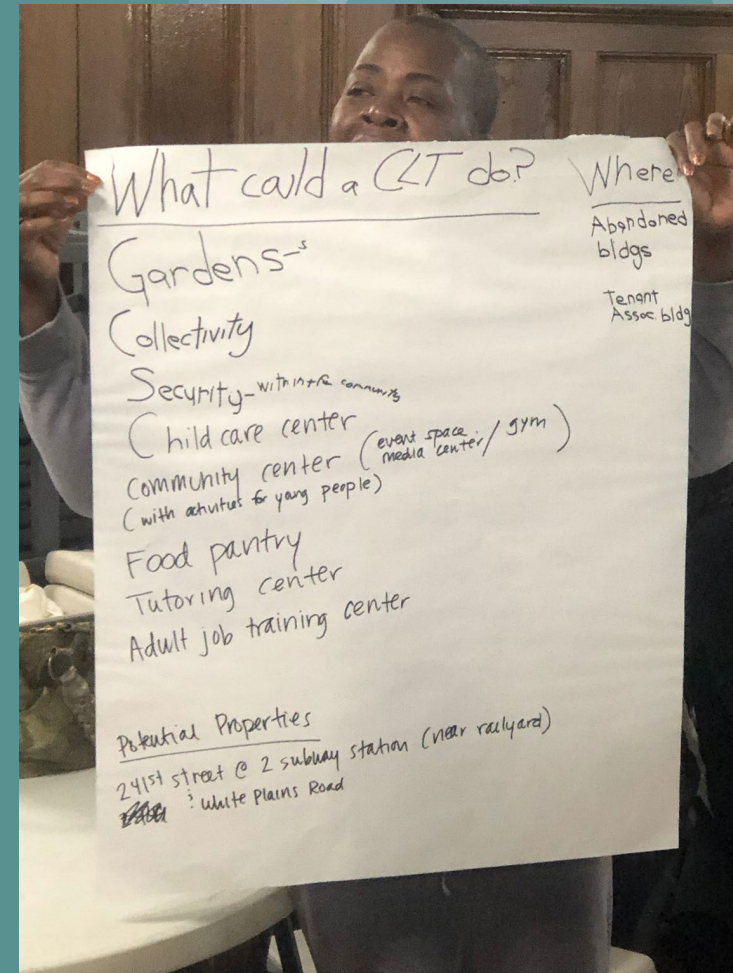 What could a CLT do?
Gardens-s
Collectivity
Security- within the community
Child care center
Community center (event space / gym)
media center
(with activities for young people)
Food pantry
Tutoring center
Adult job training center
Where
Abandoned
bldgs
Tenant
Assoc. bldg
Potential Properties
241st street @ 2 subway station (near railyard)
White Plains Road